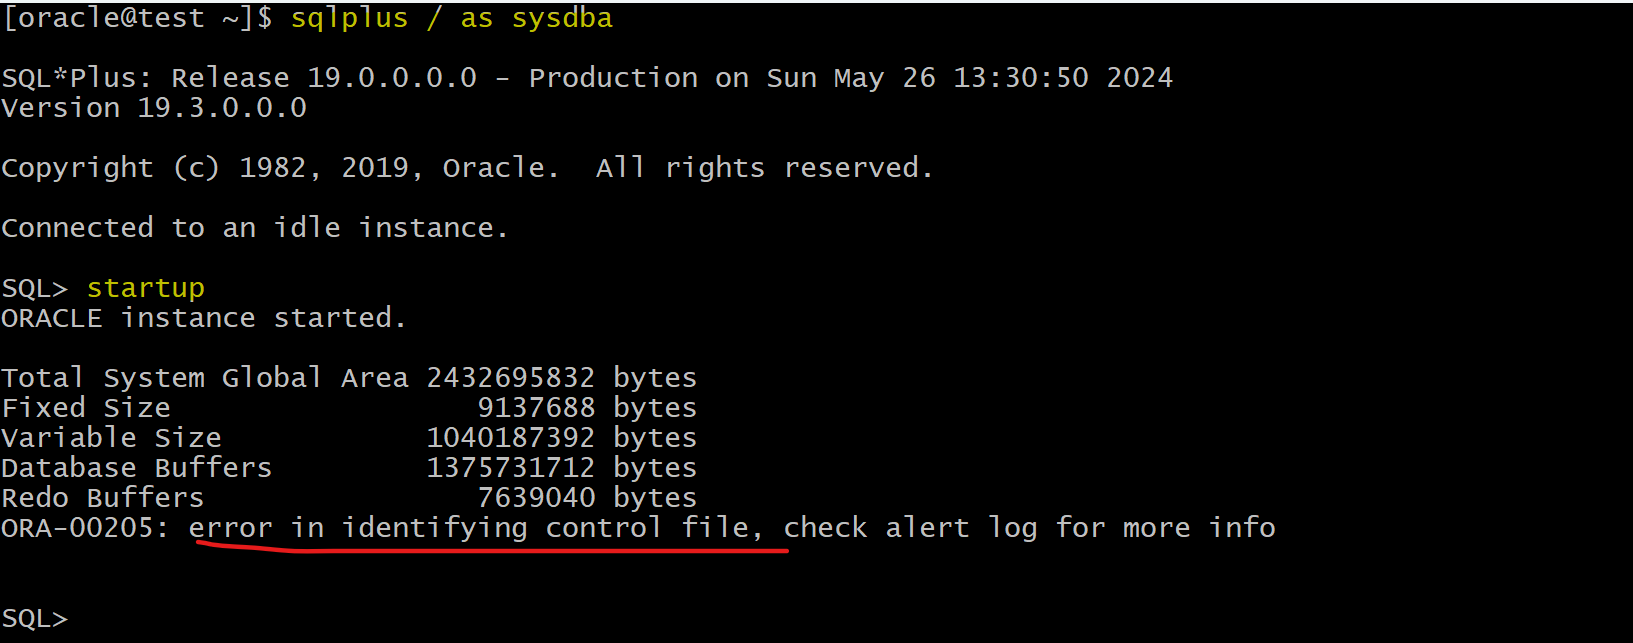 [oracle@test ~]$ sqlplus / as sysdba
SQL*Plus: Release 19.0.0.0.0 - Production on Sun May 26 13:30:50 2024
Version 19.3.0.0.0
Copyright (c) 1982, 2019, Oracle.  All rights reserved.
Connected to an idle instance.
SQL> startup
ORACLE instance started.
Total System Global Area 2432695832 bytes
Fixed Size                  9137688 bytes
Variable Size            1040187392 bytes
Database Buffers         1375731712 bytes
Redo Buffers                7639040 bytes
ORA-00205: error in identifying control file, check alert log for more info
SQL>